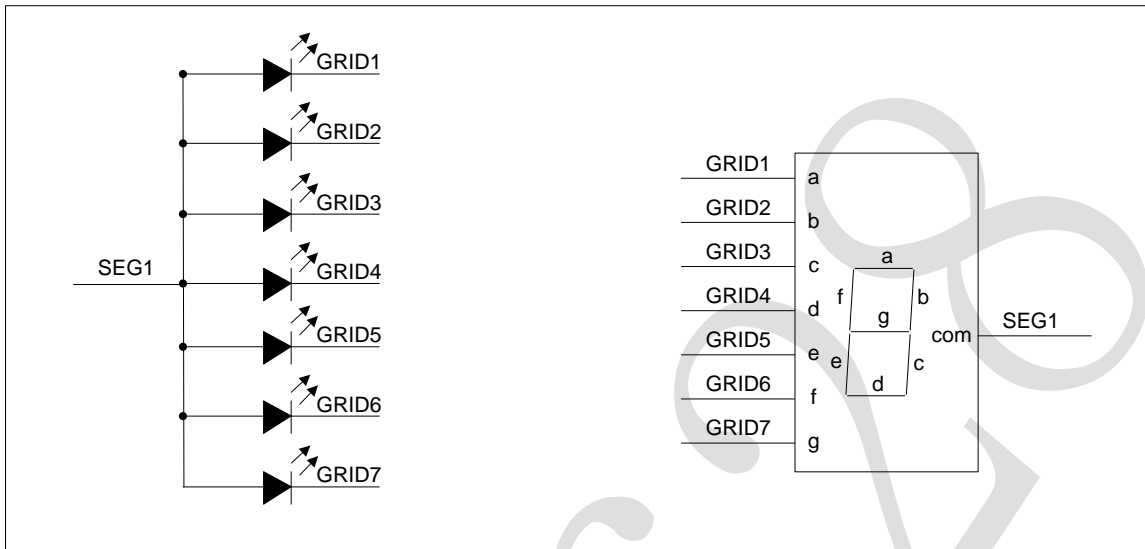 GRID1
GRID2
GRID3
SEG1
GRID4
GRID5
GRID6
GRID7
GRID1
a
GRID2
b
GRID3
c
GRID4
d
GRID5
e
GRID6
f
GRID7
g
a
f
b
g
e
c
d
com
SEG1